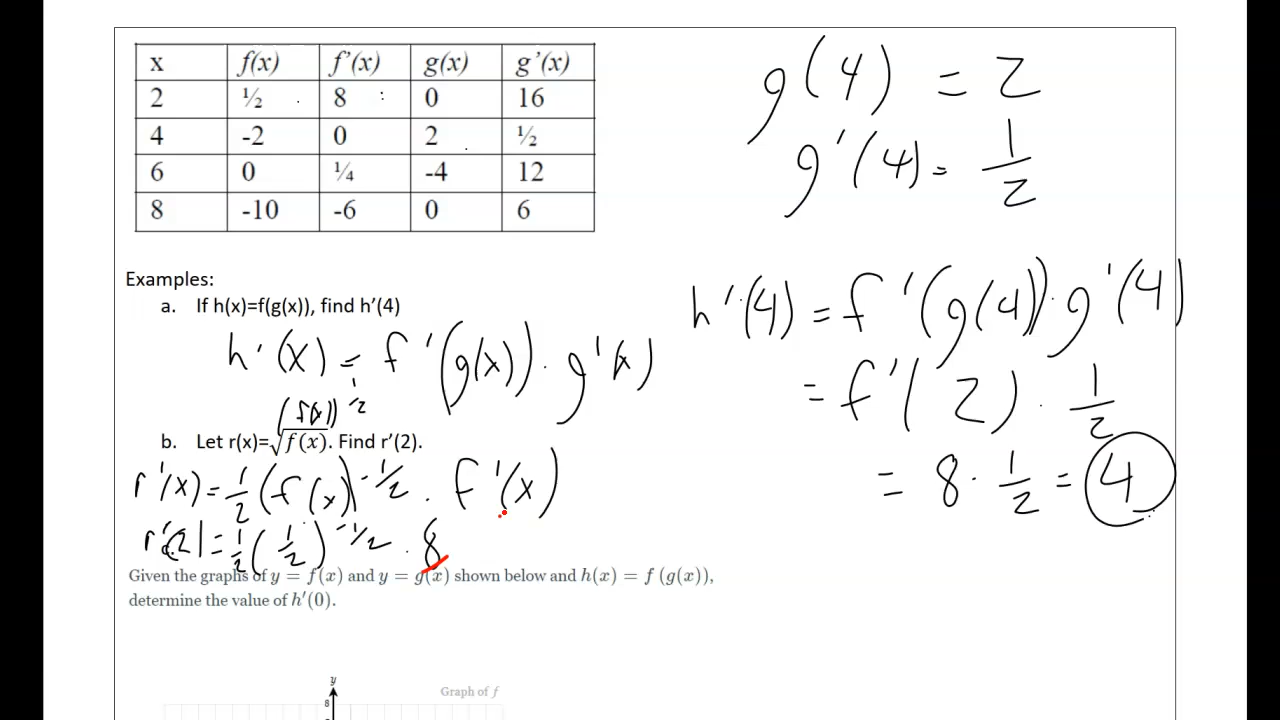 x f(x) f'(x) g(x) g'(x)
2 ½ 8 0 16
4 -2 0 2 ½
6 0 ¼ -4 12
8 -10 -6 0 6
g(4) = 2
g'(4) = 1/2
Examples:
a. If h(x)=f(g(x)), find h′(4)
h'(x) = f'(g(x)) · g'(x)
h'(4) = f'(g(4)) · g'(4)
= f'(2) · 1/2
= 8 · 1/2 = 4
(f(x))^1/2
b. Let r(x)=√f(x). Find r′(2).
r'(x) = 1/2 (f(x))^-1/2 · f'(x)
r'(2) = 1/2 (1/2)^-1/2 · 8
Given the graphs of y = f(x) and y = g(x) shown below and h(x) = f (g(x)),
determine the value of h′(0).
y
Graph of f
8